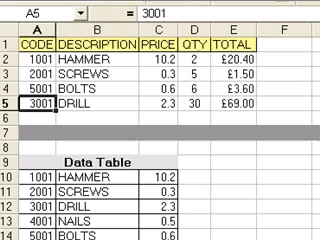 A5 = 3001
A B C D E F
1 CODE DESCRIPTION PRICE QTY TOTAL
2 1001 HAMMER 10.2 2 £20.40
3 2001 SCREWS 0.3 5 £1.50
4 5001 BOLTS 0.6 6 £3.60
5 3001 DRILL 2.3 30 £69.00
6
7
8
9 Data Table
10 1001 HAMMER 10.2
11 2001 SCREWS 0.3
12 3001 DRILL 2.3
13 4001 NAILS 0.5
14 5001 BOLTS 0.6